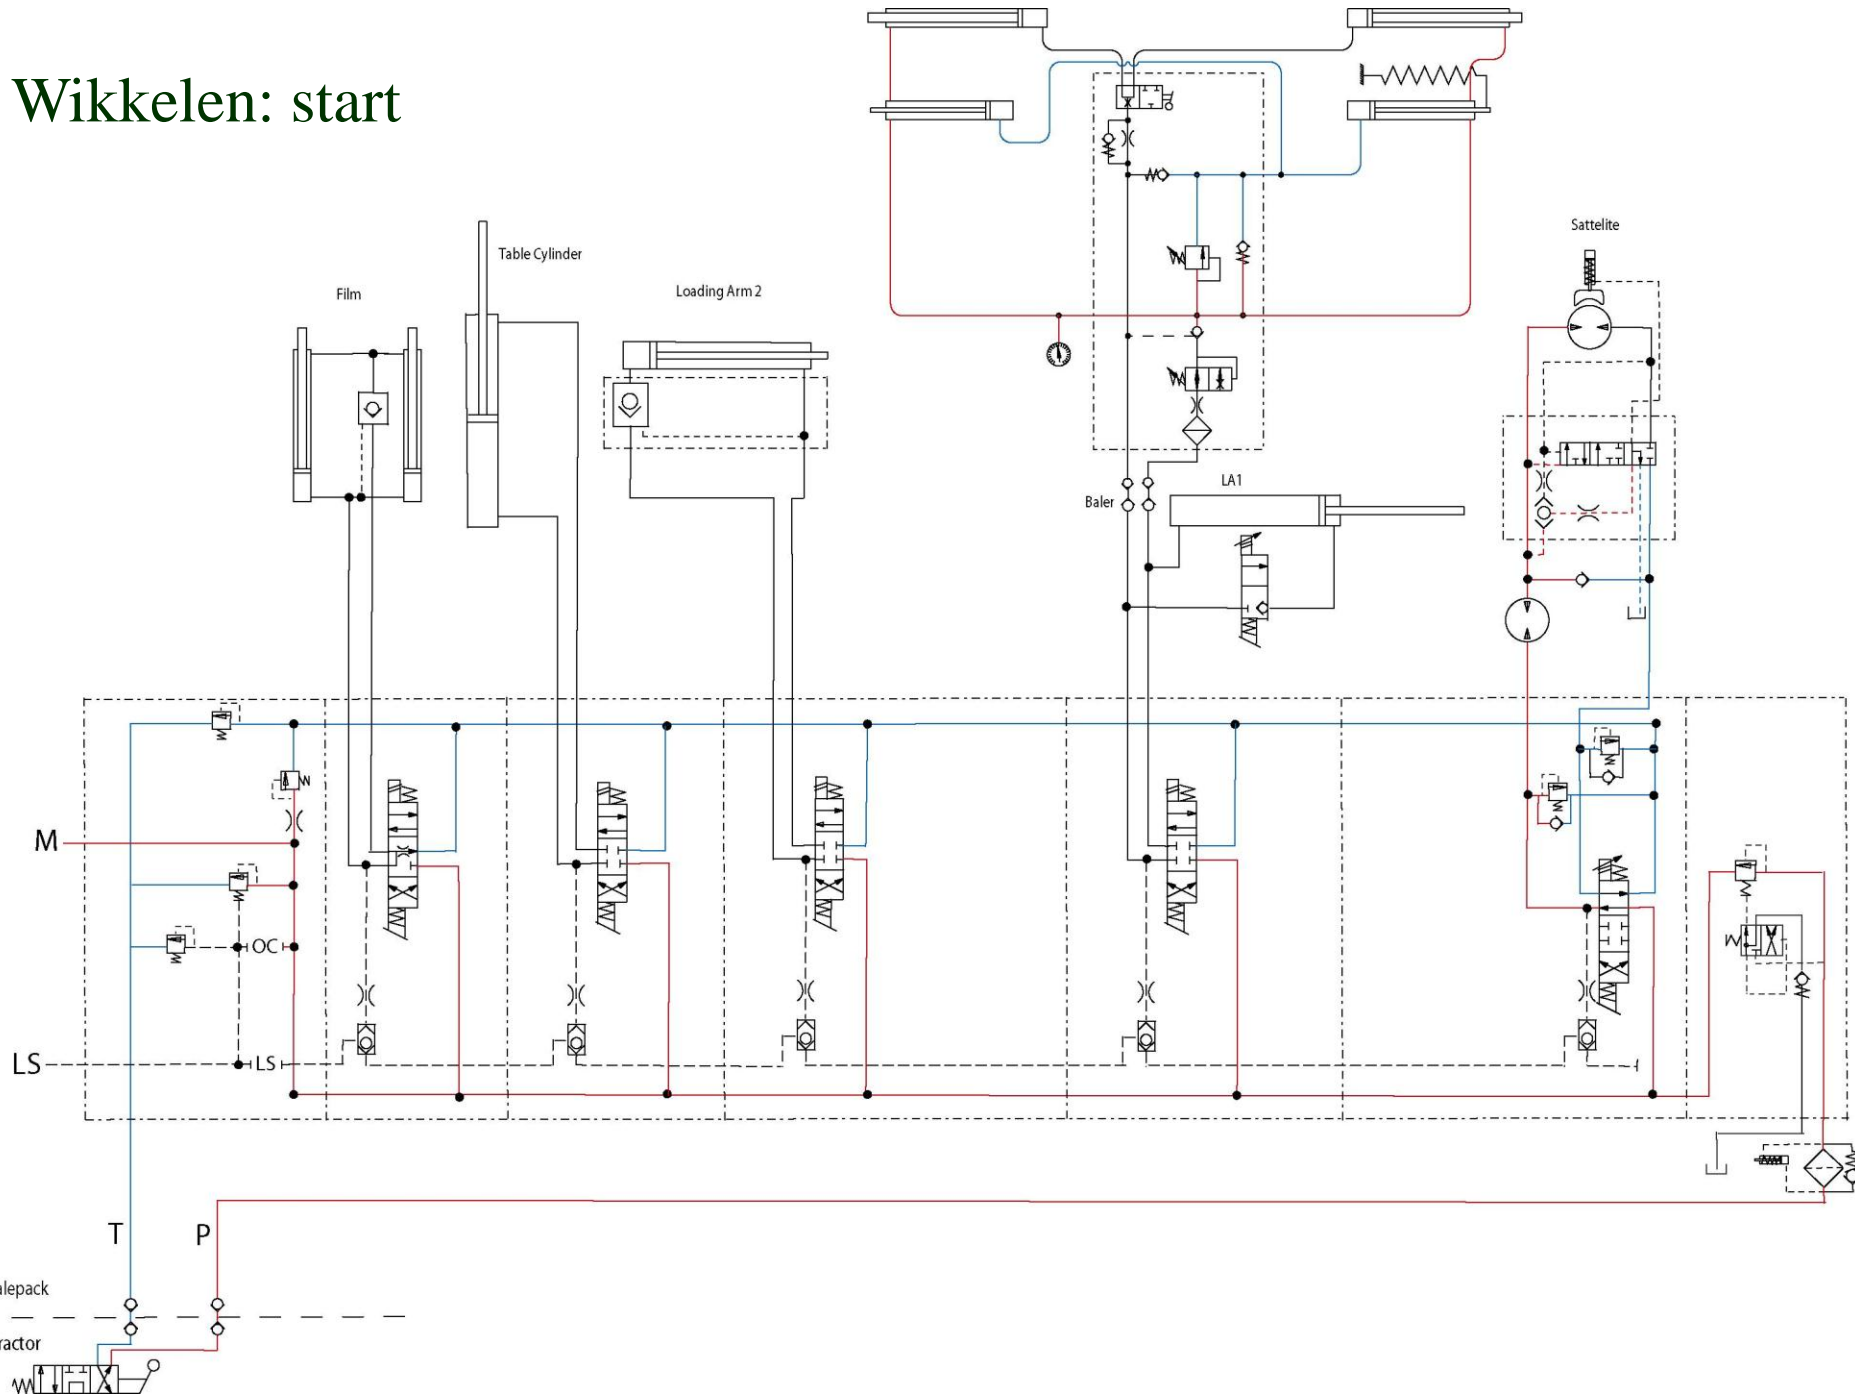 Wikkelen: start
Sattelite
Table Cylinder
Film
Loading Arm 2
LA1
Baler
M
OC
LS
LS
T
P
alepack
ractor